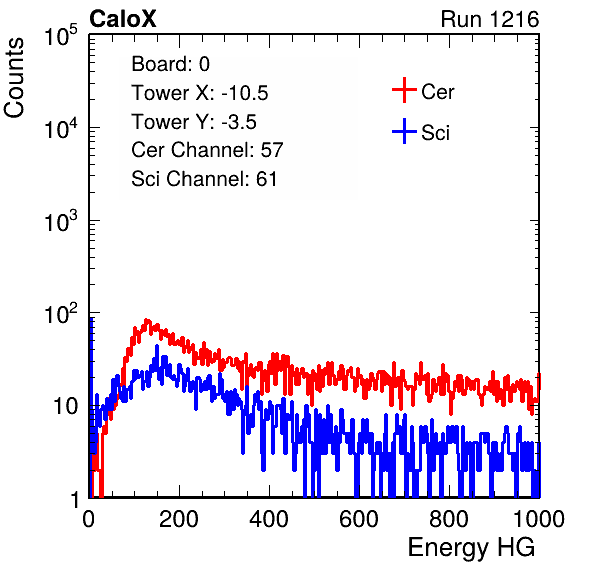 CaloX Run 1216
Counts
10^5
10^4
10^3
10^2
10
1
Board: 0
Tower X: -10.5
Tower Y: -3.5
Cer Channel: 57
Sci Channel: 61
Cer
Sci
0 200 400 600 800 1000
Energy HG